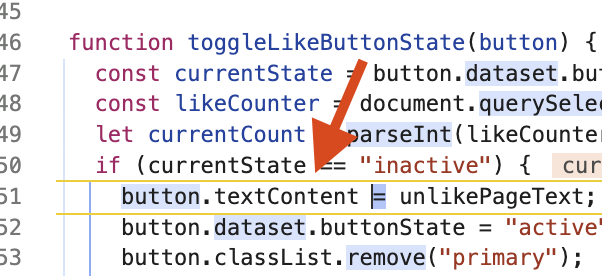 45
46 function toggleLikeButtonState(button) {
47 const currentState = button.dataset.but
48 const likeCounter = document.querySelec
49 let currentCount parseInt(likeCounter
50 if (currentState == "inactive") { cur
51 button.textContent = unlikePageText;
52 button.dataset.buttonState = "active"
53 button.classList.remove("primary");